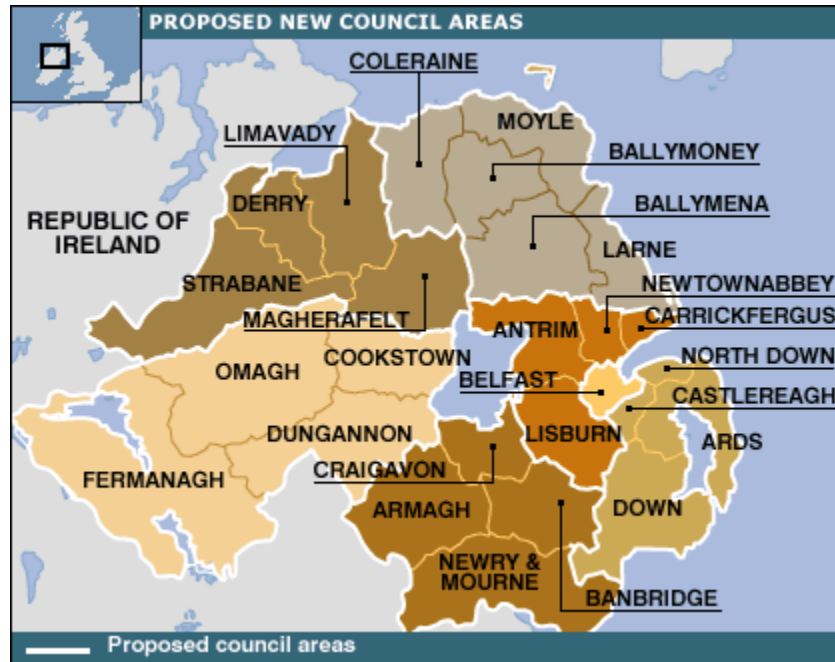 PROPOSED NEW COUNCIL AREAS
COLERAINE
MOYLE
LIMAVADY
BALLYMONEY
DERRY
BALLYMENA
REPUBLIC OF
IRELAND
LARNE
STRABANE
NEWTOWNABBEY
MAGHERAFELT
ANTRIM
CARRICKFERGUS
COOKSTOWN
NORTH DOWN
OMAGH
BELFAST
CASTLEREAGH
DUNGANNON
LISBURN
ARDS
FERMANAGH
CRAIGAVON
ARMAGH
DOWN
NEWRY &
MOURNE
BANBRIDGE
Proposed council areas